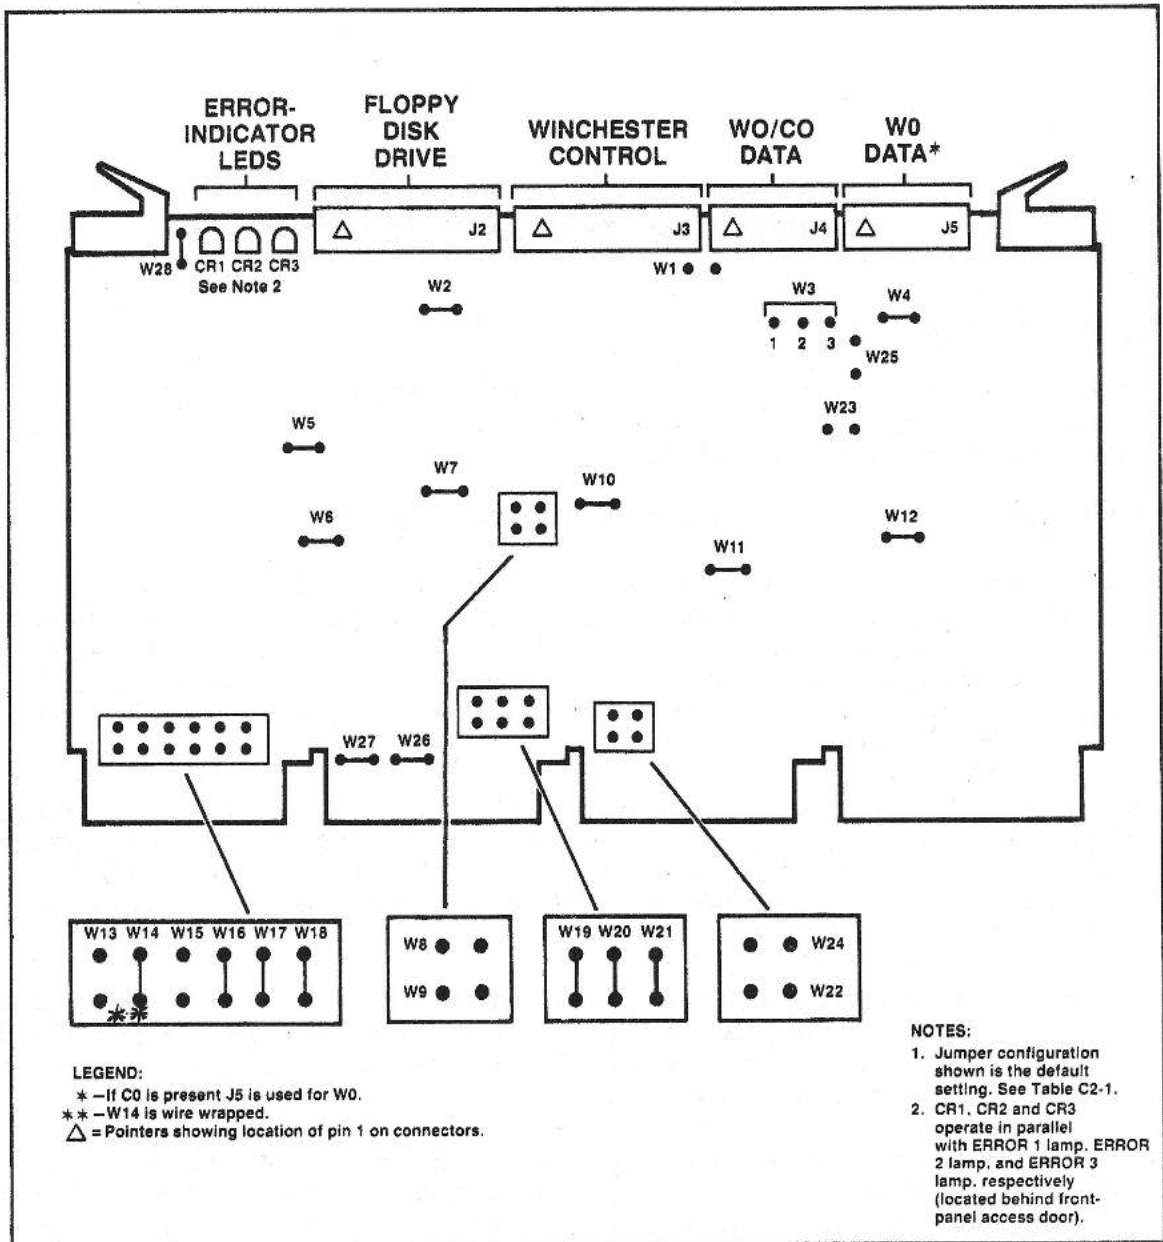 ERROR-
INDICATOR
LEDS
FLOPPY
DISK
DRIVE
WINCHESTER
CONTROL
WO/CO
DATA
W0
DATA*
J2
J3
J4
J5
W28
CR1 CR2 CR3
See Note 2
W1
W2
W3
1 2 3
W4
W25
W23
W5
W7
W10
W6
W12
W11
W27
W26
W13 W14 W15 W16 W17 W18
**
W8
W9
W19 W20 W21
W24
W22
LEGEND:
* –If C0 is present J5 is used for W0.
** –W14 is wire wrapped.
△ = Pointers showing location of pin 1 on connectors.
NOTES:
1. Jumper configuration
shown is the default
setting. See Table C2-1.
2. CR1, CR2 and CR3
operate in parallel
with ERROR 1 lamp. ERROR
2 lamp, and ERROR 3
lamp. respectively
(located behind front-
panel access door).